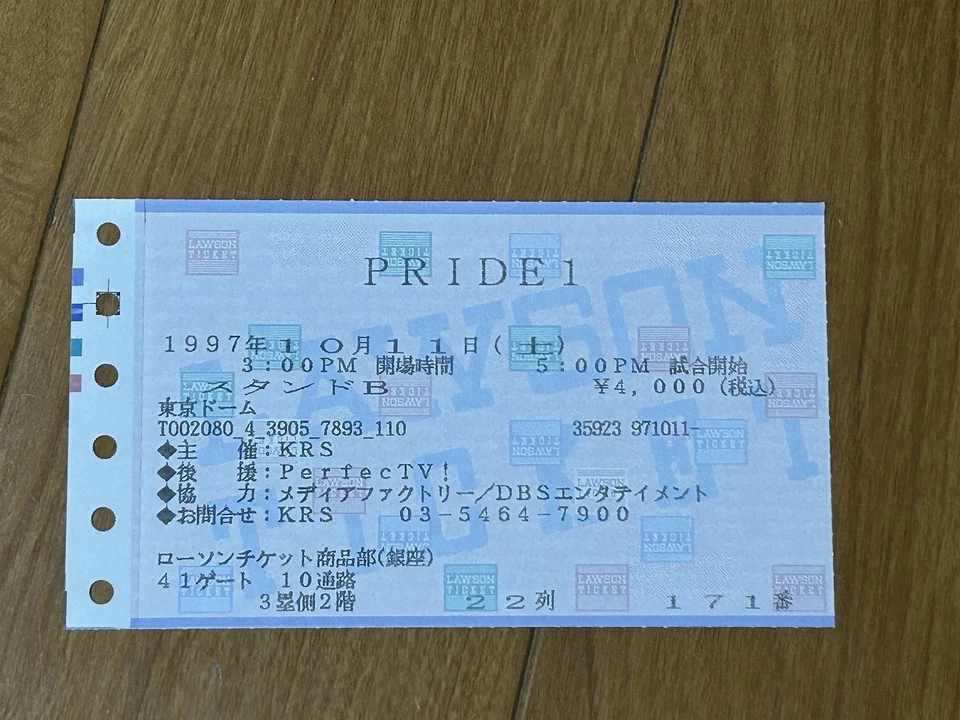 PRIDE1
1997年10月11日(土)
3:00PM 開場時間 5:00PM 試合開始
スタンドB ¥4,000(税込)
東京ドーム
T002080_4_3905_7893_110 35923 971011-
◆主 催:KRS
◆後 援:PerfecTV!
◆協 力:メディアファクトリー/DBSエンタテイメント
◆お問合せ:KRS 03-5464-7900
ローソンチケット商品部(銀座)
41ゲート 10通路
3塁側2階 22列 171番
LAWSON TICKET